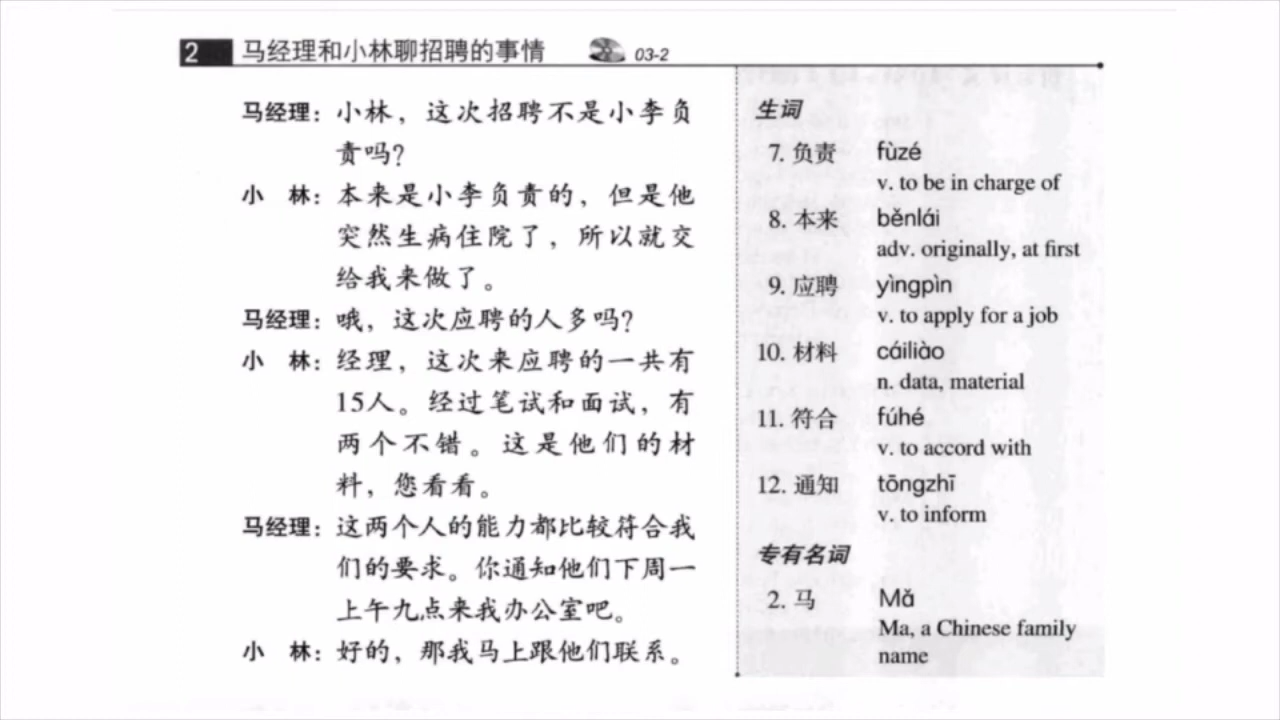 2 马经理和小林聊招聘的事情 03-2
马经理：小林，这次招聘不是小李负
责吗？
小 林：本来是小李负责的，但是他
突然生病住院了，所以就交
给我来做了。
马经理：哦，这次应聘的人多吗？
小 林：经理，这次来应聘的一共有
15人。经过笔试和面试，有
两个不错。这是他们的材
料，您看看。
马经理：这两个人的能力都比较符合我
们的要求。你通知他们下周一
上午九点来我办公室吧。
小 林：好的，那我马上跟他们联系。
生词
7. 负责 fùzé
v. to be in charge of
8. 本来 běnlái
adv. originally, at first
9. 应聘 yìngpìn
v. to apply for a job
10. 材料 cáiliào
n. data, material
11. 符合 fúhé
v. to accord with
12. 通知 tōngzhī
v. to inform
专有名词
2. 马 Mǎ
Ma, a Chinese family
name